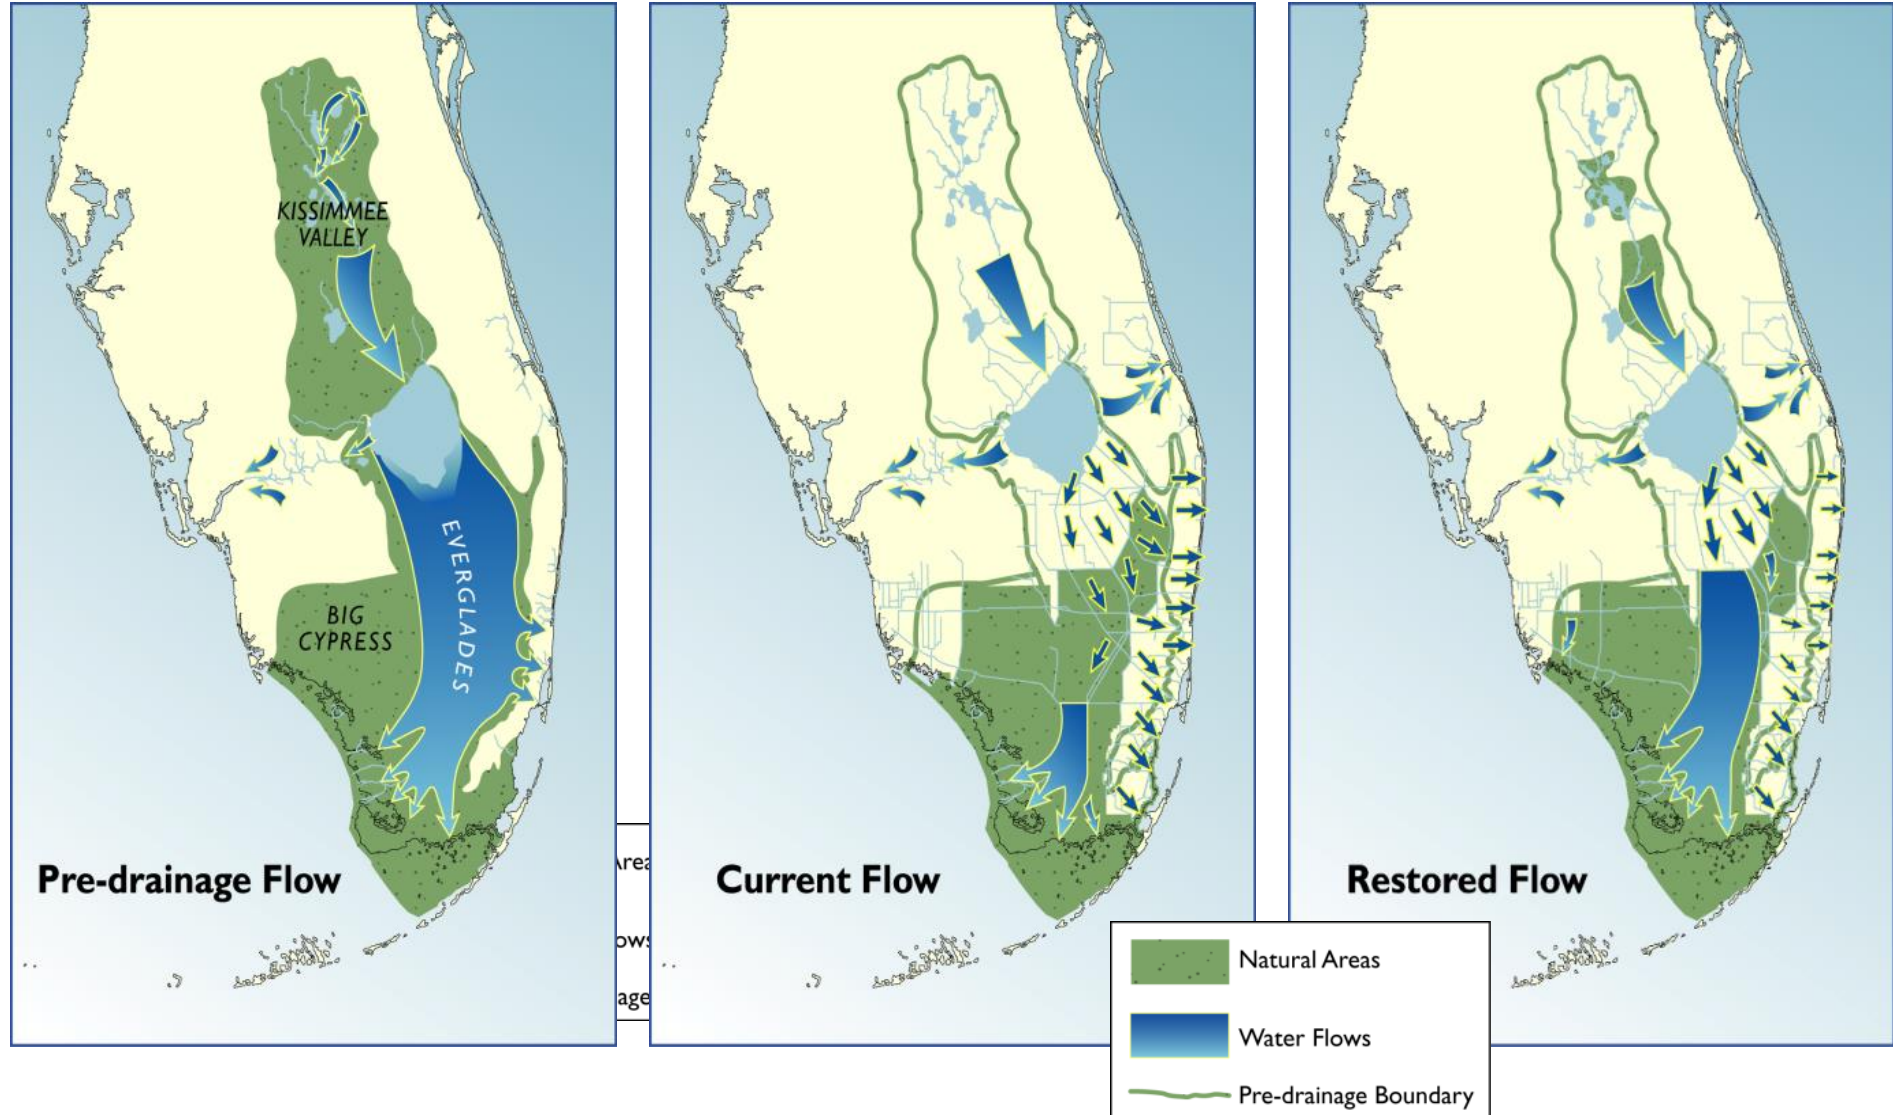 KISSIMMEE
VALLEY
EVERGLADES
BIG
CYPRESS
Pre-drainage Flow
Current Flow
Restored Flow
Natural Areas
Water Flows
Pre-drainage Boundary